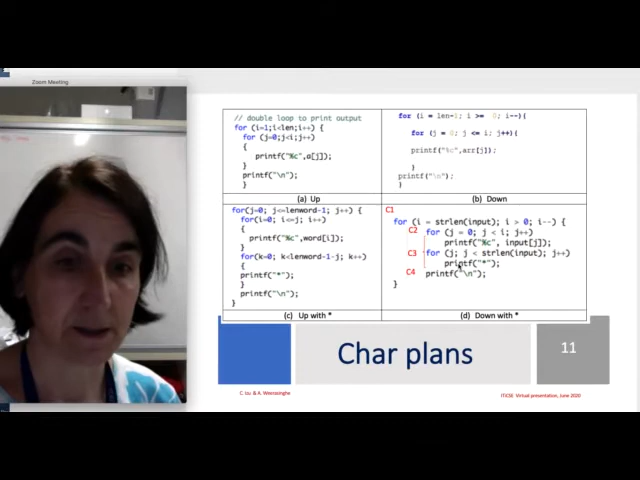 Zoom Meeting
// double loop to print output
for (i=1;i<len;i++) {
for (j=0;j<i;j++)
{
printf("%c",a[j]);
}
printf("\n");
}
(a) Up
for (i = len-1; i >= 0; i--){
for (j = 0; j <= i; j++){
printf("%c",arr[j]);
}
printf("\n");
}
(b) Down
for(j=0; j<=lenword-1; j++) {
for(i=0; i<=j; i++)
{
printf("%c",word[i]);
}
for(k=0; k<lenword-1-j; k++)
{
printf("*");
}
printf("\n");
}
(c) Up with *
C1
for (i = strlen(input); i > 0; i--) {
C2 for (j = 0; j < i; j++)
printf("%c", input[j]);
C3 for (j; j < strlen(input); j++)
printf("*");
C4 printf("\n");
}
(d) Down with *
Char plans
11
ITiCSE Virtual presentation, June 2020